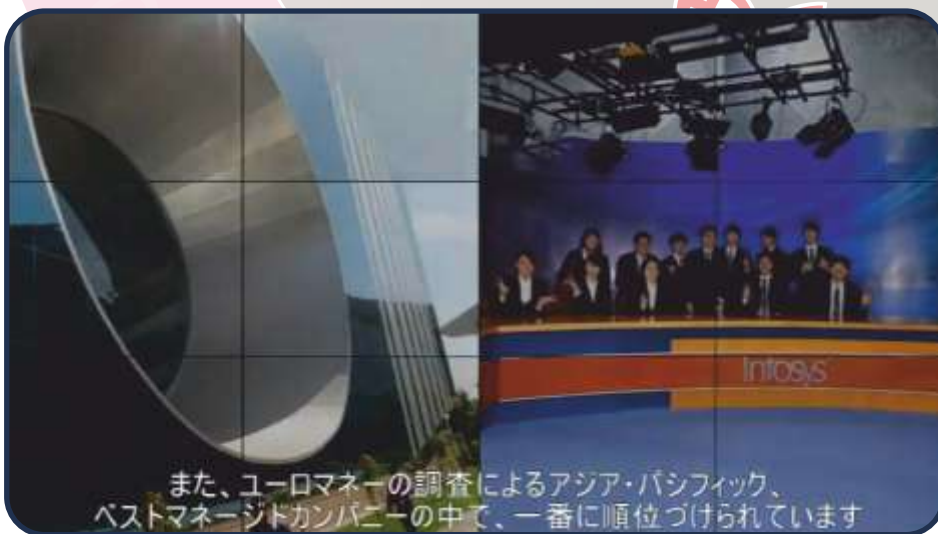 Infosys
また、ユーロマネーの調査によるアジア・パシフィック、
ベストマネージドカンパニーの中で、一番に順位づけられています